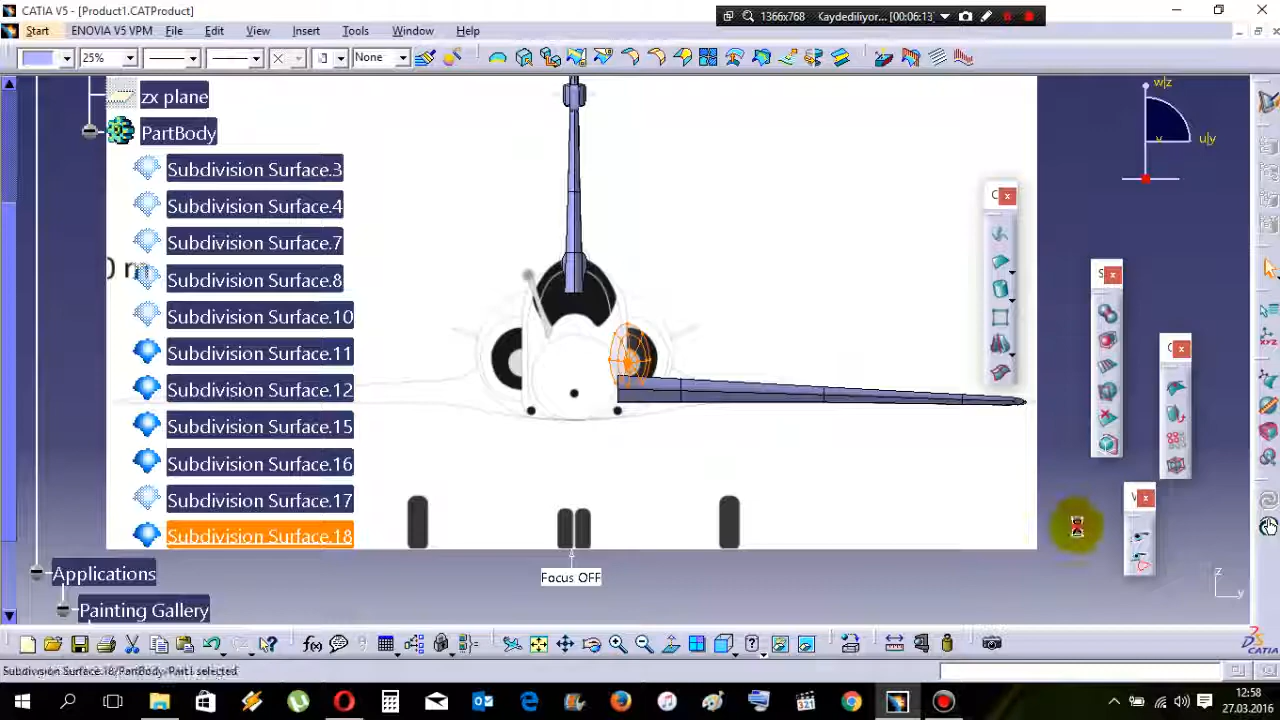 CATIA V5 - [Product1.CATProduct]
1366x768
Kaydediliyor... [00:06:13]
Start
ENOVIA V5 VPM
File
Edit
View
Insert
Tools
Window
Help
25%
None
zx plane
PartBody
Subdivision Surface.3
Subdivision Surface.4
Subdivision Surface.7
Subdivision Surface.8
Subdivision Surface.10
Subdivision Surface.11
Subdivision Surface.12
Subdivision Surface.15
Subdivision Surface.16
Subdivision Surface.17
Subdivision Surface.18
Applications
Painting Gallery
Focus OFF
w|z
u|y
v
z
y
CATIA
Subdivision Surface.18/PartBody/Part1 selected
12:58
27.03.2016